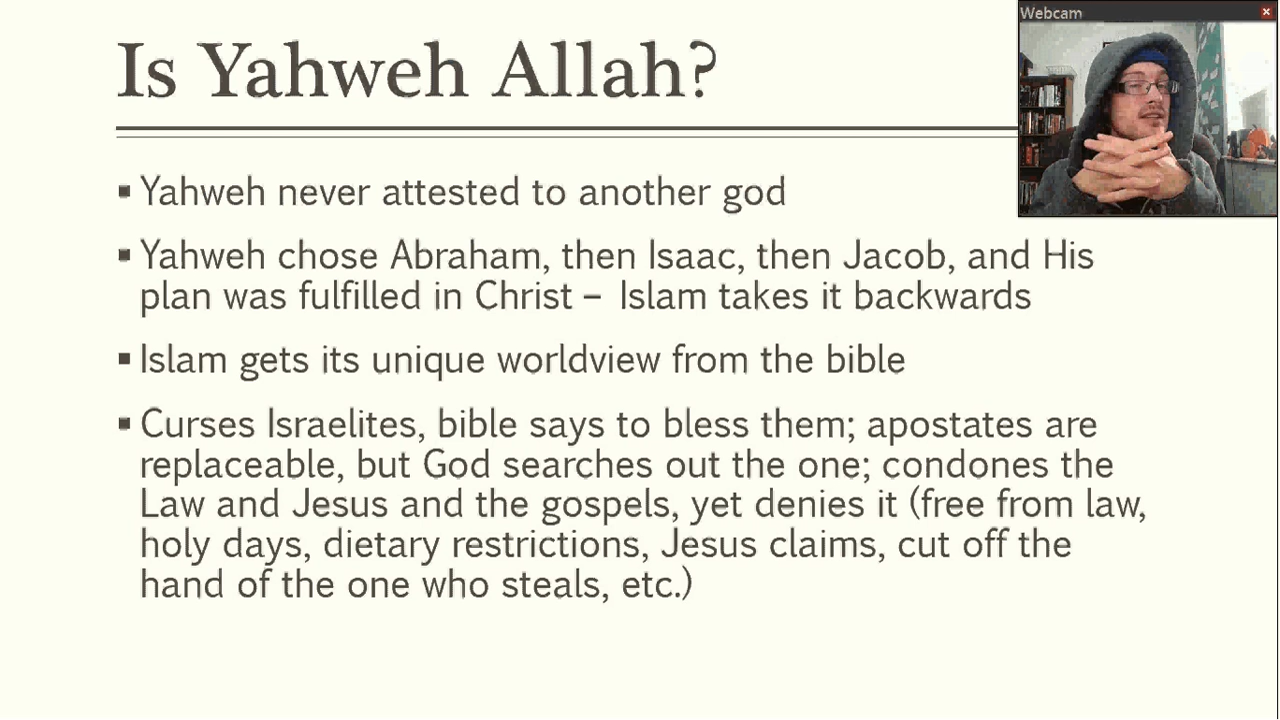 Is Yahweh Allah?
Webcam
▪ Yahweh never attested to another god
▪ Yahweh chose Abraham, then Isaac, then Jacob, and His
plan was fulfilled in Christ – Islam takes it backwards
▪ Islam gets its unique worldview from the bible
▪ Curses Israelites, bible says to bless them; apostates are
replaceable, but God searches out the one; condones the
Law and Jesus and the gospels, yet denies it (free from law,
holy days, dietary restrictions, Jesus claims, cut off the
hand of the one who steals, etc.)